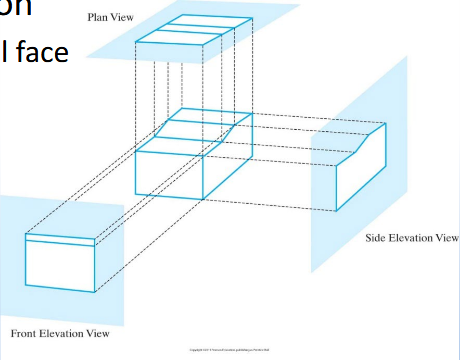 on
l face
Plan View
Side Elevation View
Front Elevation View